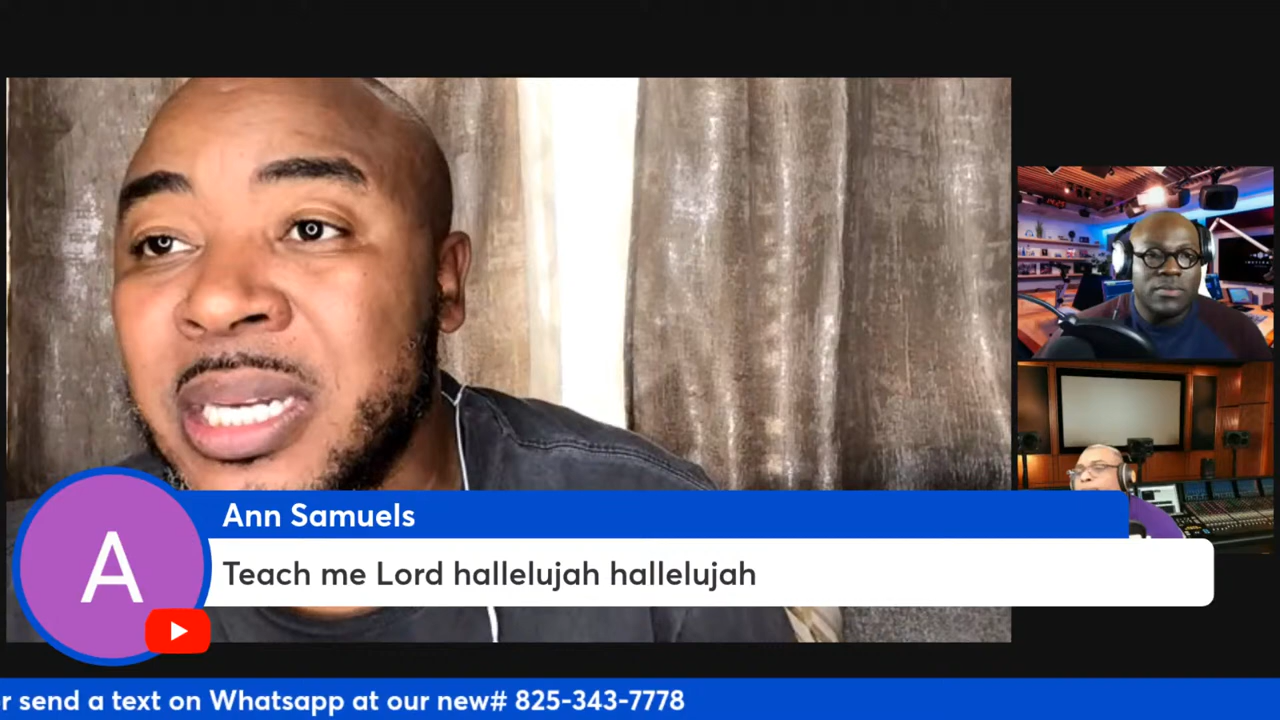 Ann Samuels
A
Teach me Lord hallelujah hallelujah
r send a text on Whatsapp at our new# 825-343-7778